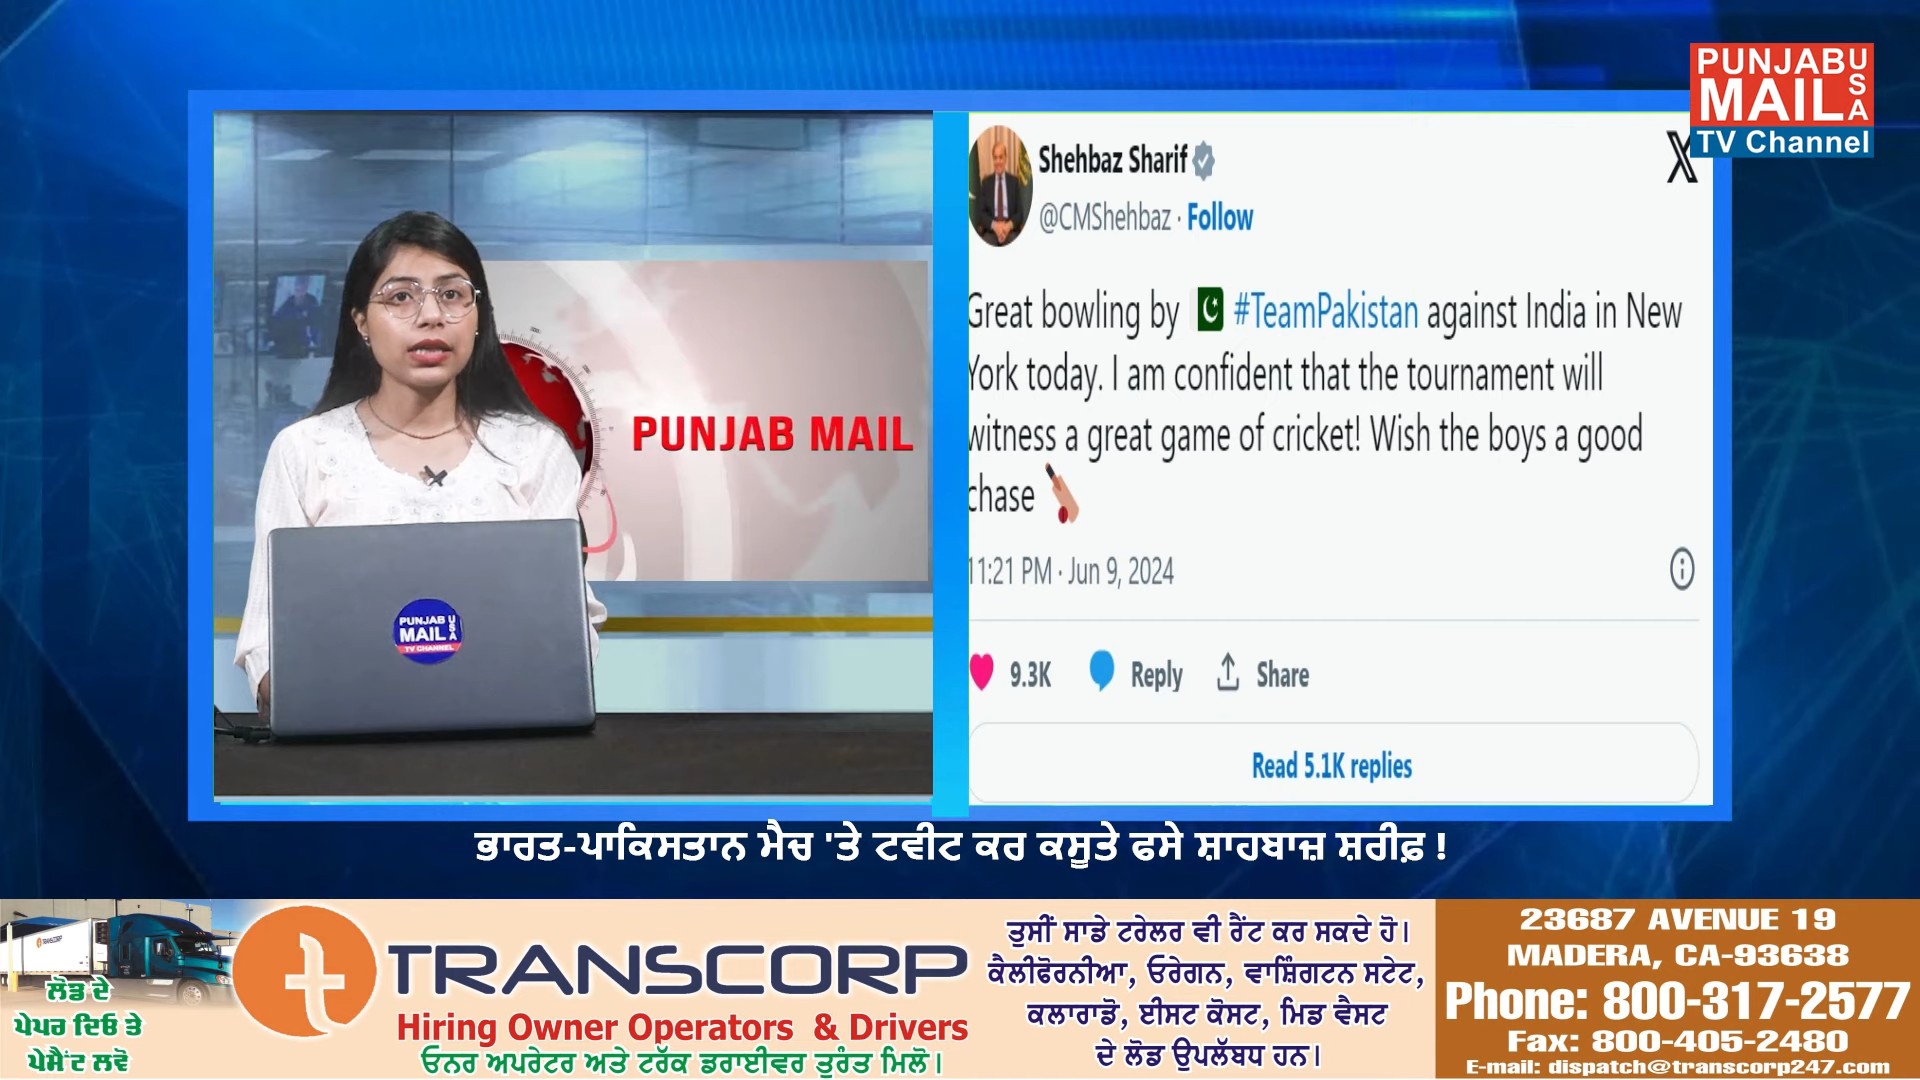 PUNJAB MAIL USA
TV Channel
Shehbaz Sharif
@CMShehbaz · Follow
Great bowling by #TeamPakistan against India in New
York today. I am confident that the tournament will
witness a great game of cricket! Wish the boys a good
chase
11:21 PM · Jun 9, 2024
9.3K Reply Share
Read 5.1K replies
PUNJAB MAIL
PUNJAB MAIL USA
TV CHANNEL
ਭਾਰਤ-ਪਾਕਿਸਤਾਨ ਮੈਚ 'ਤੇ ਟਵੀਟ ਕਰ ਕਸੂਤੇ ਫਸੇ ਸ਼ਾਹਬਾਜ਼ ਸ਼ਰੀਫ਼ !
TRANSCORP
ਲੋਡ ਦੇ
ਪੇਪਰ ਦਿਓ ਤੇ
ਪੇਸੈਂਟ ਲਵੋ
t TRANSCORP
Hiring Owner Operators & Drivers
ਓਨਰ ਅਪਰੇਟਰ ਅਤੇ ਟਰੱਕ ਡਰਾਈਵਰ ਤੁਰੰਤ ਮਿਲੋ।
ਤੁਸੀਂ ਸਾਡੇ ਟਰੇਲਰ ਵੀ ਰੈਂਟ ਕਰ ਸਕਦੇ ਹੋ।
ਕੈਲੀਫੋਰਨੀਆ, ਓਰੇਗਨ, ਵਾਸ਼ਿੰਗਟਨ ਸਟੇਟ,
ਕਲਾਰਾਡੋ, ਈਸਟ ਕੋਸਟ, ਮਿਡ ਵੈਸਟ
ਦੇ ਲੋਡ ਉਪਲੱਬਧ ਹਨ।
23687 AVENUE 19
MADERA, CA-93638
Phone: 800-317-2577
Fax: 800-405-2480
E-mail: dispatch@transcorp247.com